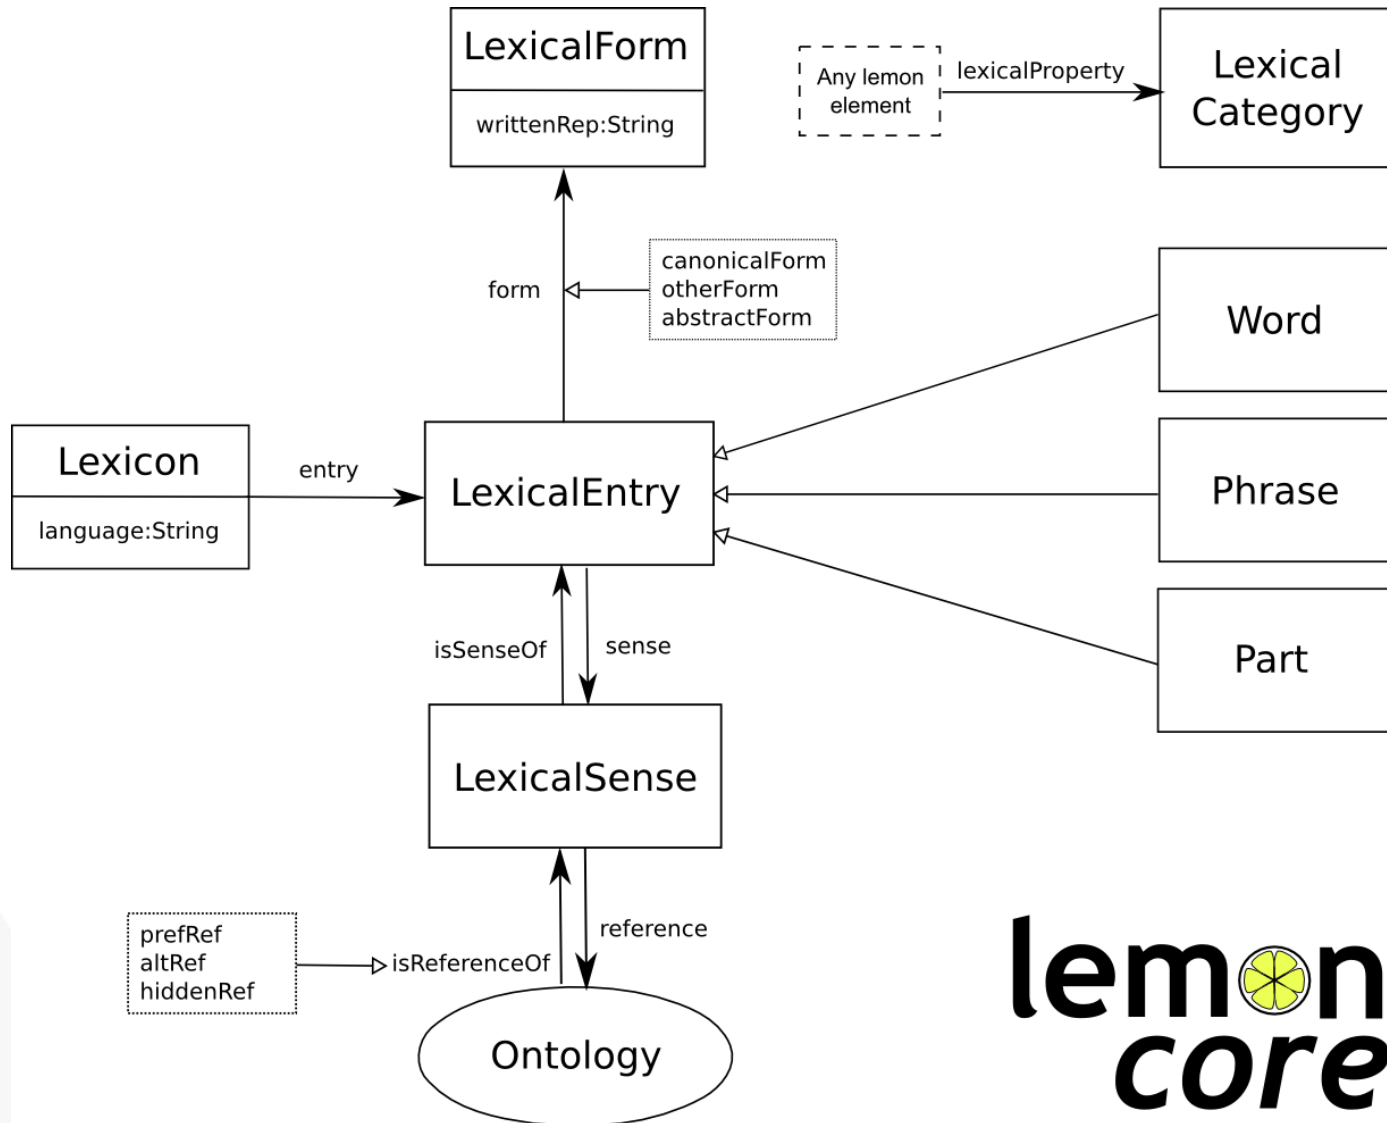 LexicalForm
writtenRep:String
Any lemon
element
lexicalProperty
Lexical
Category
form
canonicalForm
otherForm
abstractForm
Word
Lexicon
language:String
entry
LexicalEntry
Phrase
isSenseOf
sense
Part
LexicalSense
prefRef
altRef
hiddenRef
isReferenceOf
reference
Ontology
lemon
core